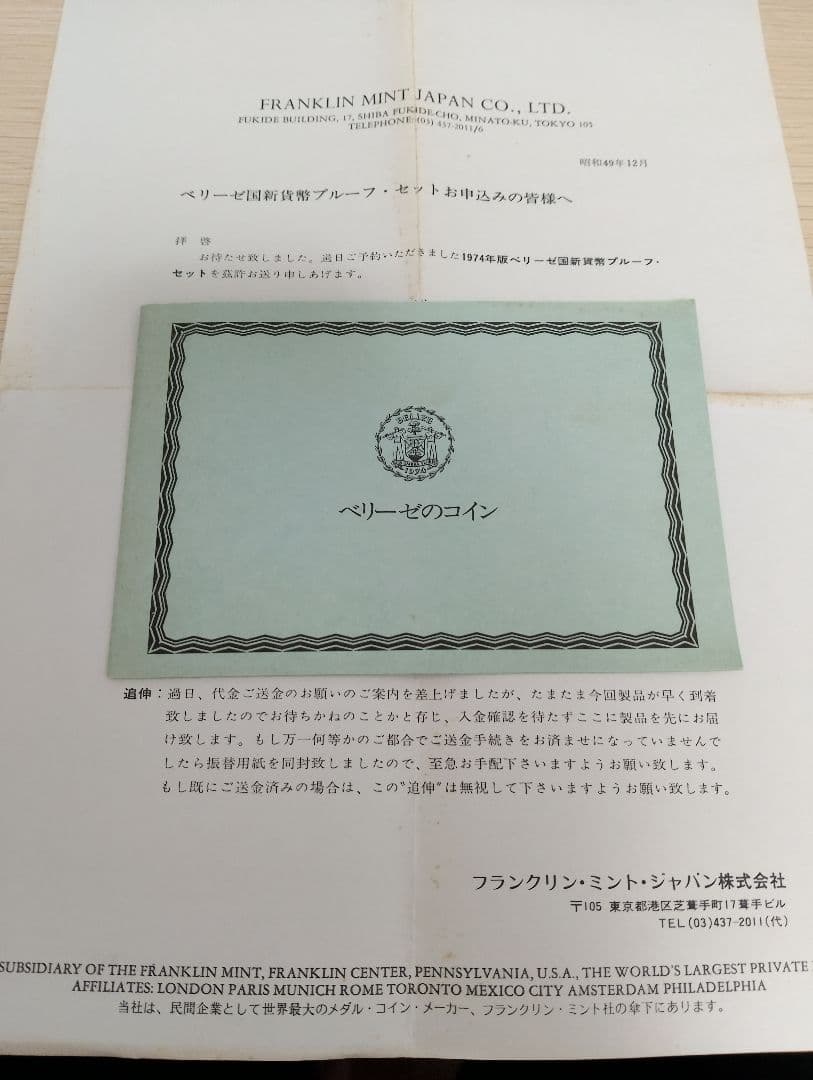 FRANKLIN MINT JAPAN CO., LTD.
FUKIDE BUILDING, 17, SHIBA FUKIDE-CHO, MINATO-KU, TOKYO 105
TELEPHONE: (03) 437-2011/6
昭和49年12月
ベリーゼ国新貨幣プルーフ・セットお申込みの皆様へ
拝 啓
お待たせ致しました。過日ご予約いただきました1974年版ベリーゼ国新貨幣プルーフ・
セットを茲許お送り申しあげます。
BELIZE
1974
ベリーゼのコイン
追伸:過日、代金ご送金のお願いのご案内を差上げましたが、たまたま今回製品が早く到着
致しましたのでお待ちかねのことかと存じ、入金確認を待たずここに製品を先にお届
け致します。もし万一何等かのご都合でご送金手続きをお済ませになっていませんで
したら振替用紙を同封致しましたので、至急お手配下さいますようお願い致します。
もし既にご送金済みの場合は、この"追伸"は無視して下さいますようお願い致します。
フランクリン・ミント・ジャパン株式会社
〒105 東京都港区芝葺手町17葺手ビル
TEL(03)437-2011(代)
SUBSIDIARY OF THE FRANKLIN MINT, FRANKLIN CENTER, PENNSYLVANIA, U.S.A., THE WORLD'S LARGEST PRIVATE
AFFILIATES: LONDON PARIS MUNICH ROME TORONTO MEXICO CITY AMSTERDAM PHILADELPHIA
当社は、民間企業として世界最大のメダル・コイン・メーカー、フランクリン・ミント社の傘下にあります。